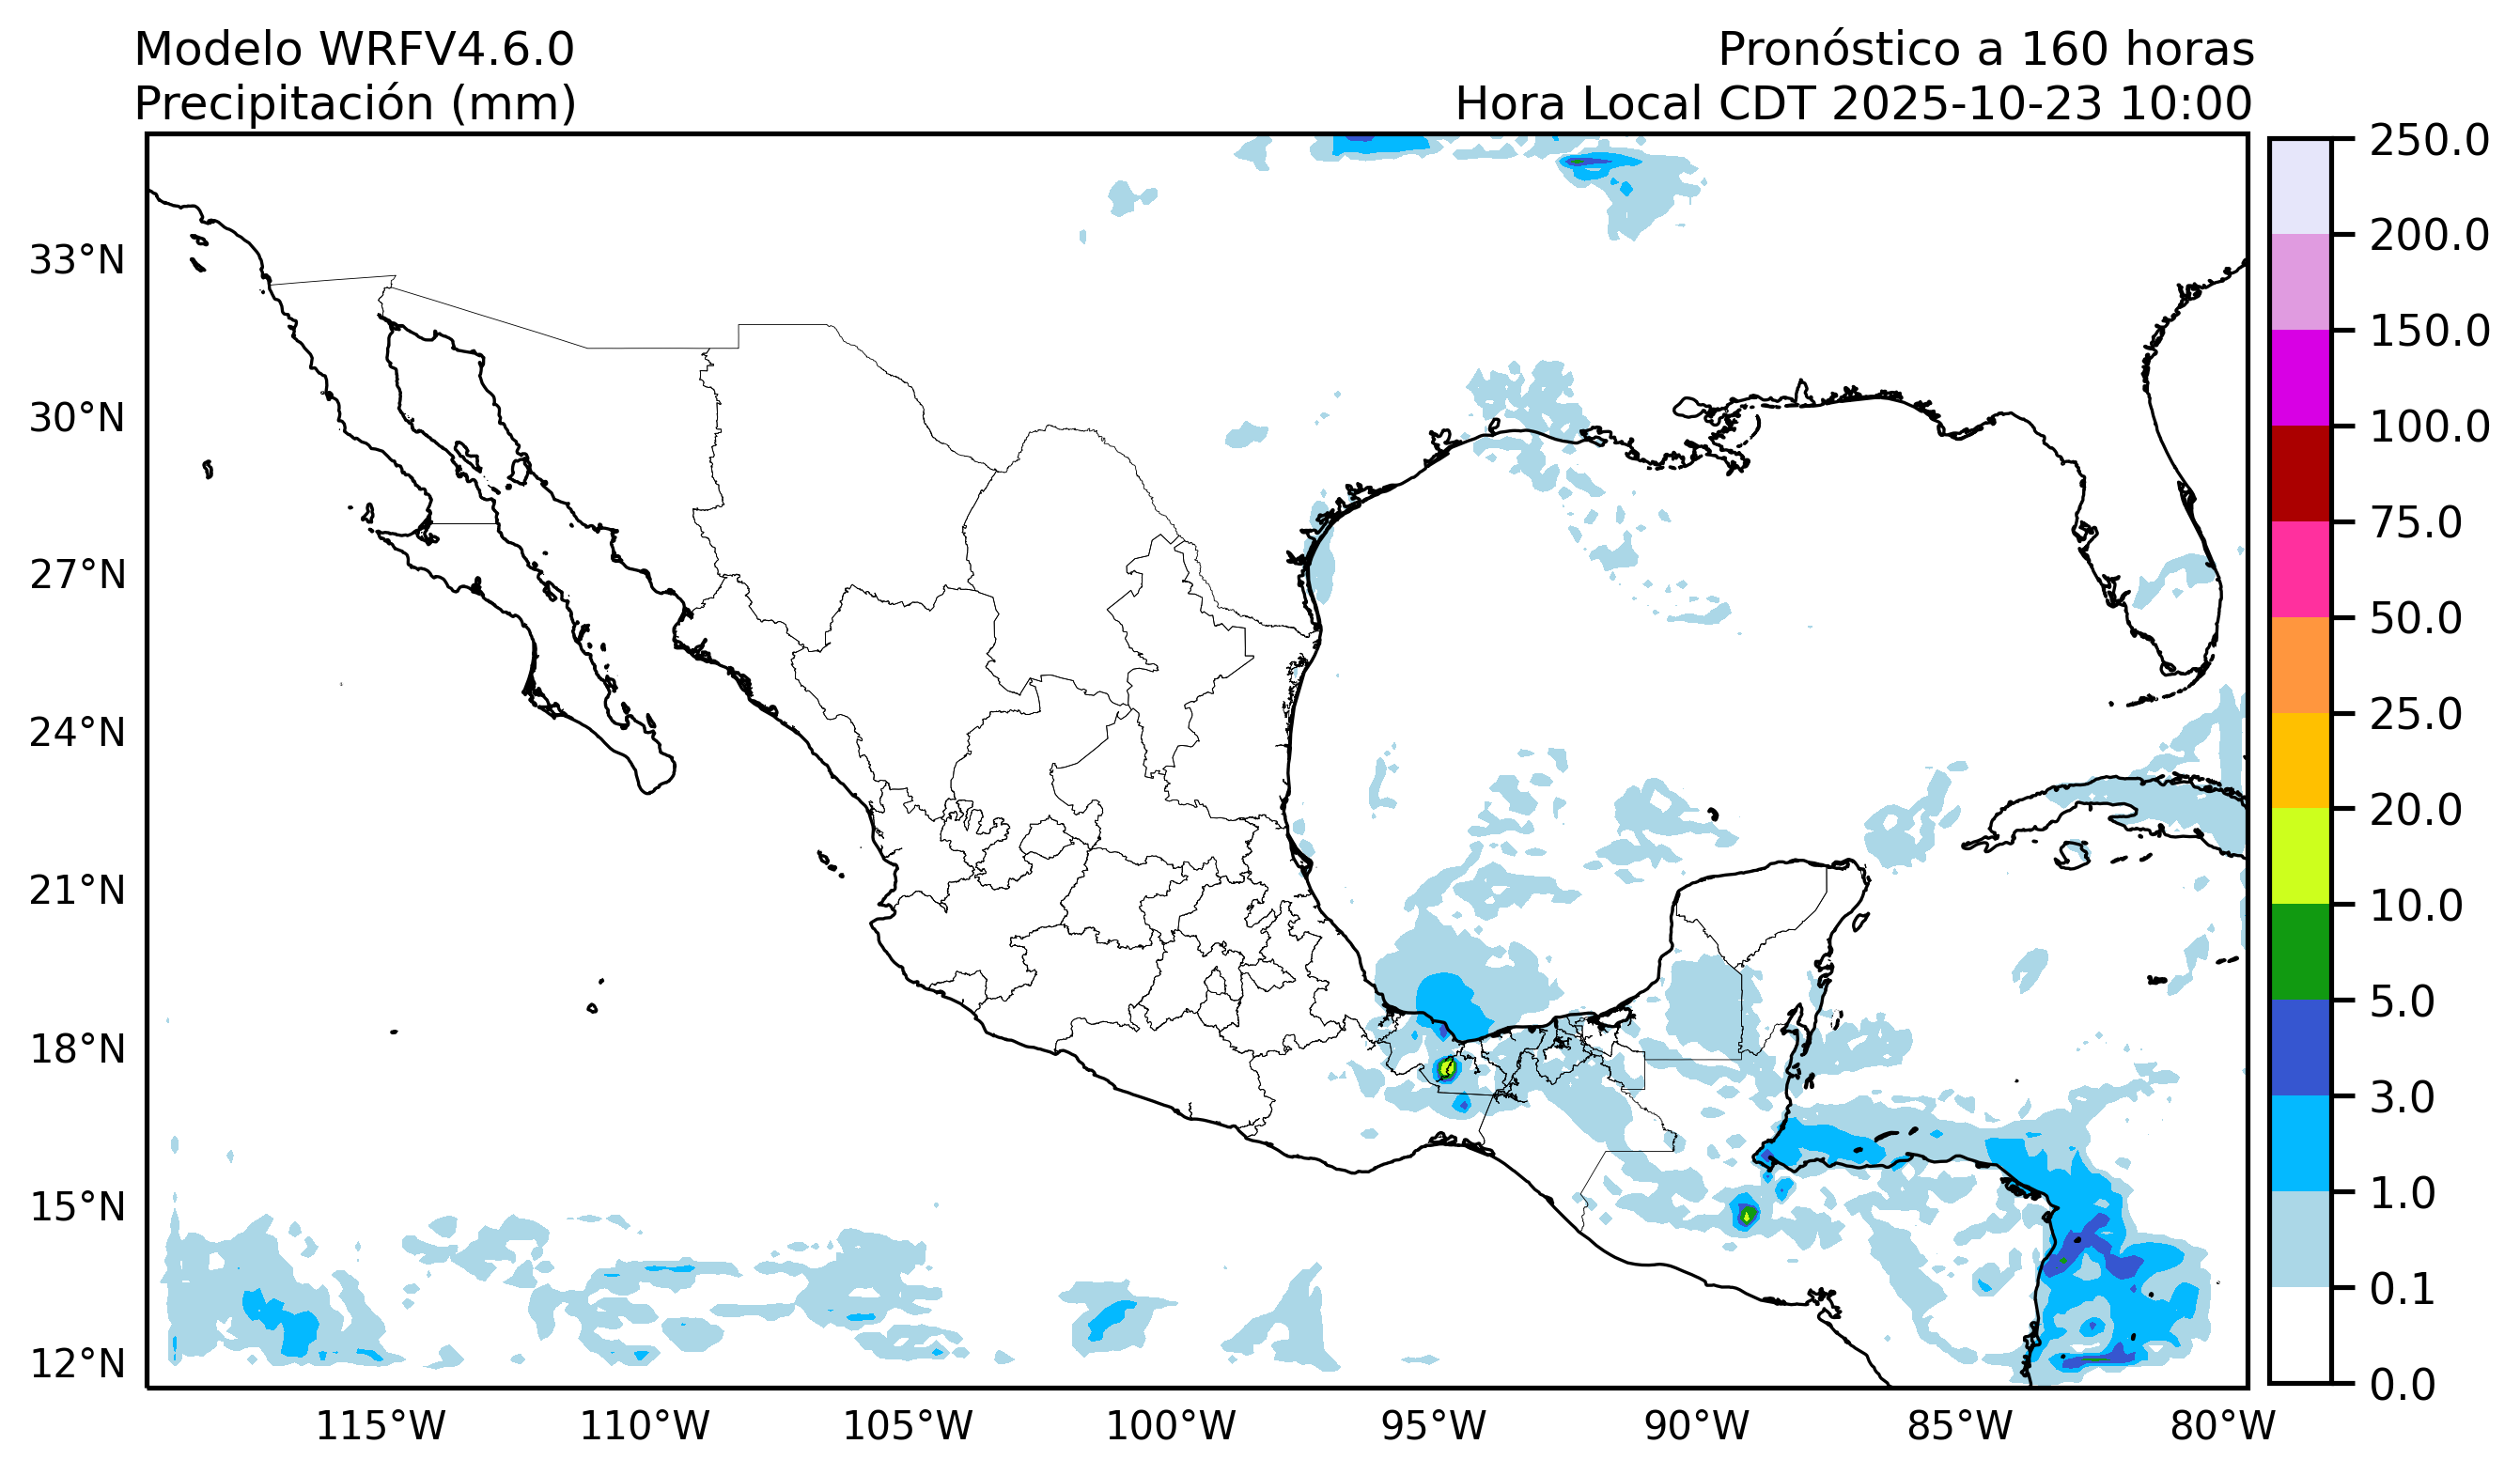 Modelo WRFV4.6.0
Precipitación (mm)
Pronóstico a 160 horas
Hora Local CDT 2025-10-23 10:00
33°N
30°N
27°N
24°N
21°N
18°N
15°N
12°N
115°W
110°W
105°W
100°W
95°W
90°W
85°W
80°W
250.0
200.0
150.0
100.0
75.0
50.0
25.0
20.0
10.0
5.0
3.0
1.0
0.1
0.0